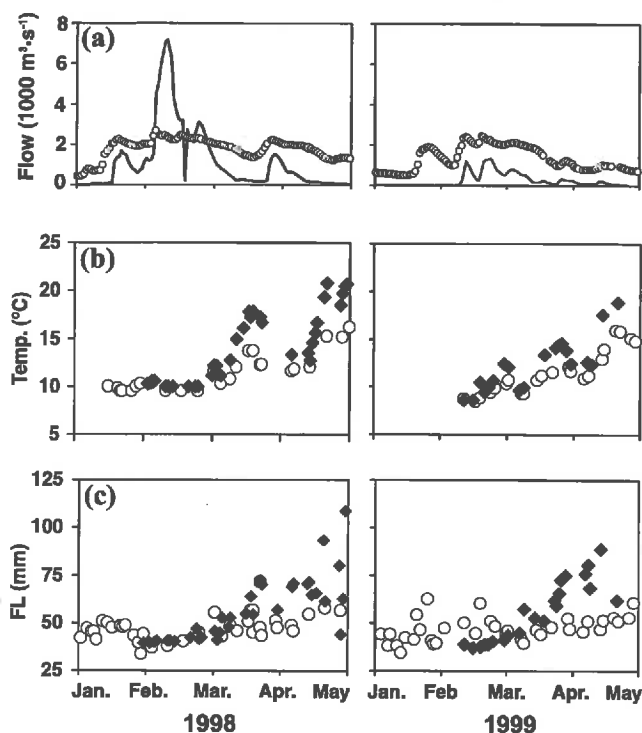 (a)
Flow (1000 m³·s⁻¹)
8
6
4
2
0
(b)
Temp. (ºC)
25
20
15
10
5
(c)
FL (mm)
125
100
75
50
25
Jan. Feb. Mar. Apr. May
Jan. Feb Mar. Apr. May
1998
1999